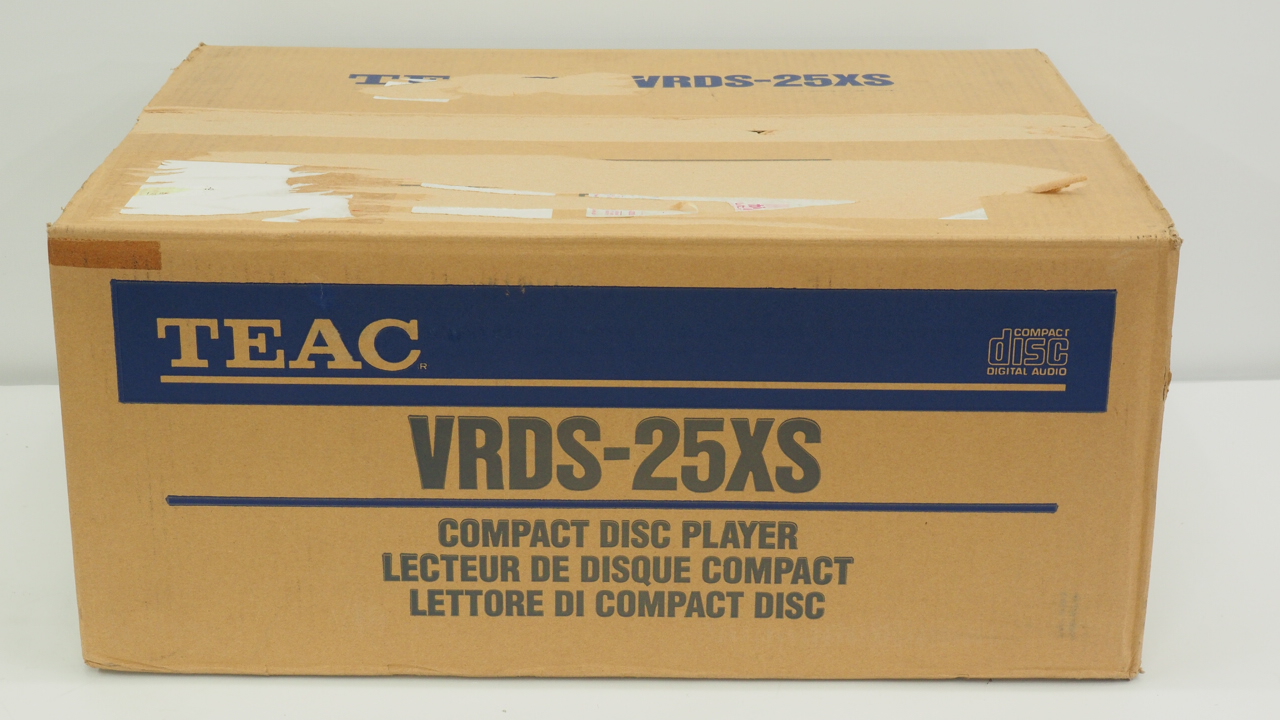 VRDS-25XS
TEAC
R
COMPACT
disc
DIGITAL AUDIO
VRDS-25XS
COMPACT DISC PLAYER
LECTEUR DE DISQUE COMPACT
LETTORE DI COMPACT DISC